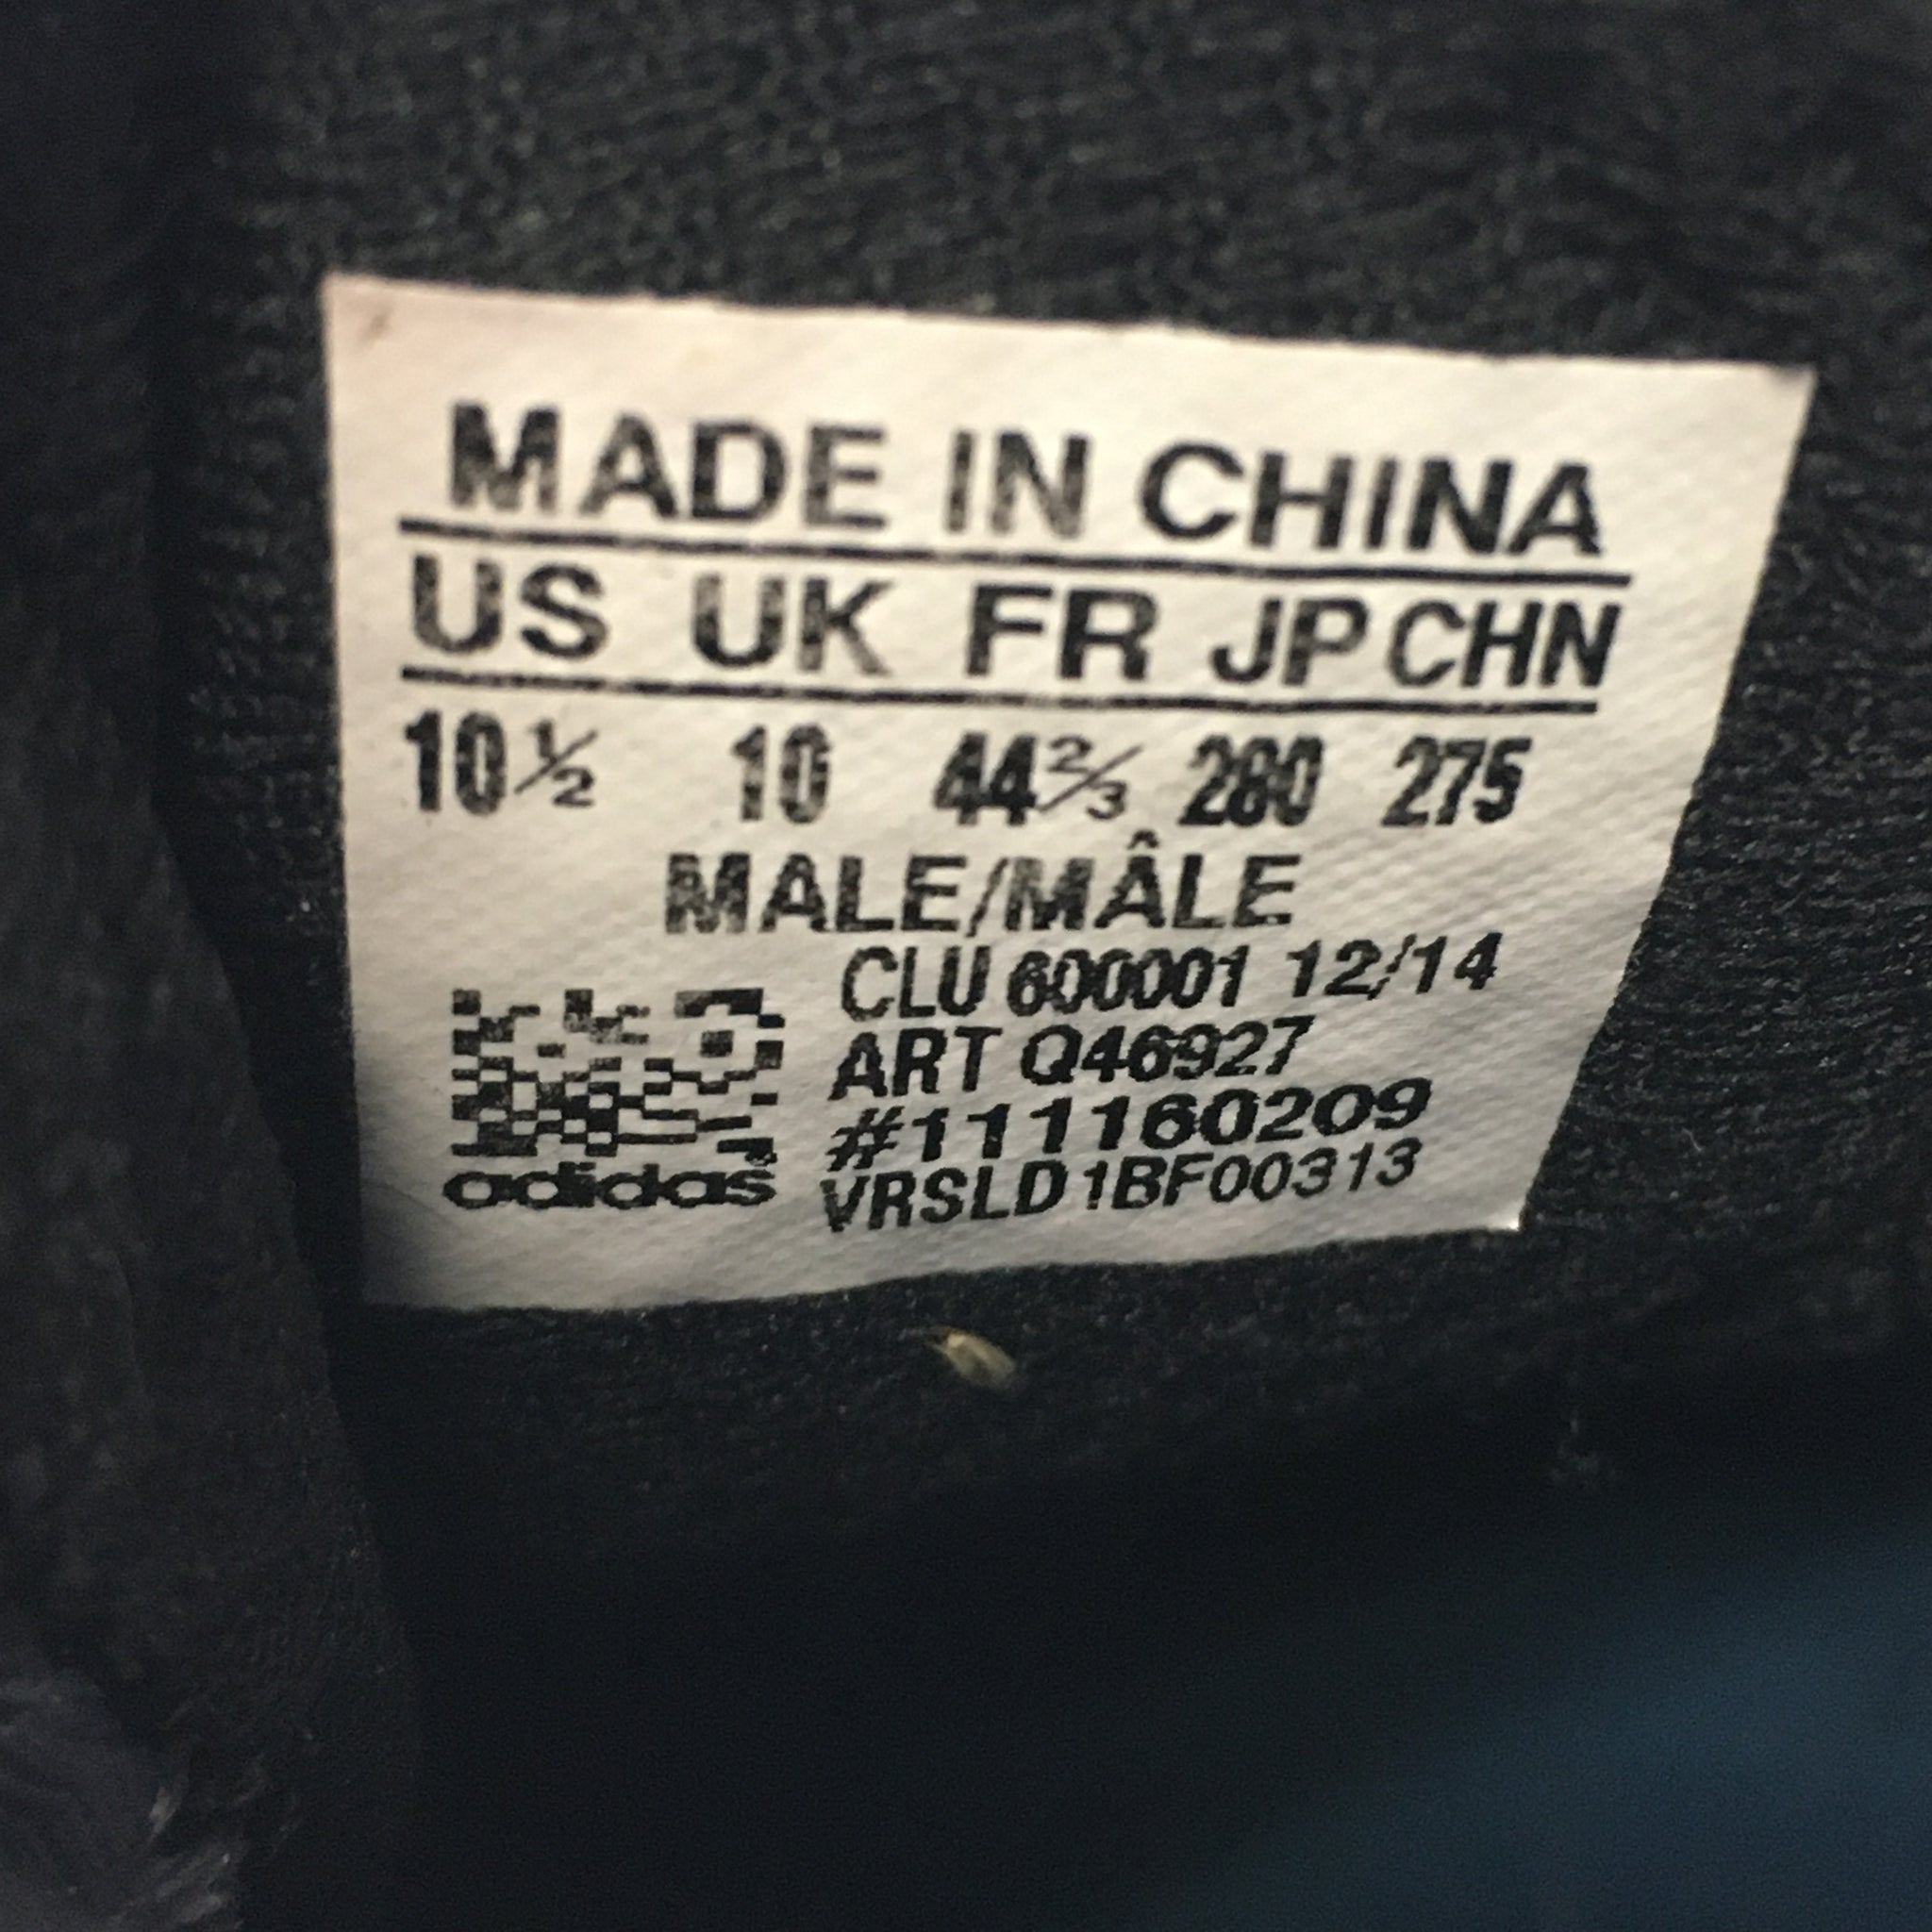 MADE IN CHINA
US UK FR JP CHN
10½ 10 44⅔ 280 275
MALE/MÂLE
CLU 600001 12/14
ART Q46927
#111160209
adidas VRSLD1BF00313